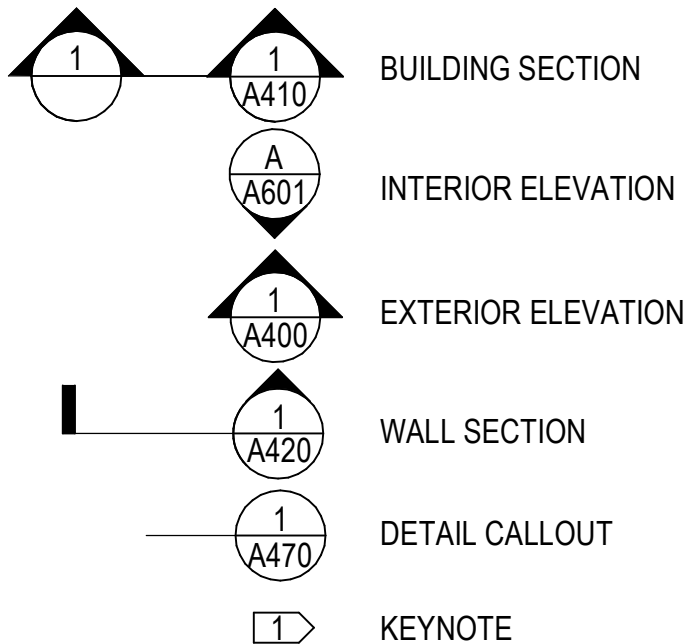 1
1
A410
BUILDING SECTION
A
A601
INTERIOR ELEVATION
1
A400
EXTERIOR ELEVATION
1
A420
WALL SECTION
1
A470
DETAIL CALLOUT
1
KEYNOTE